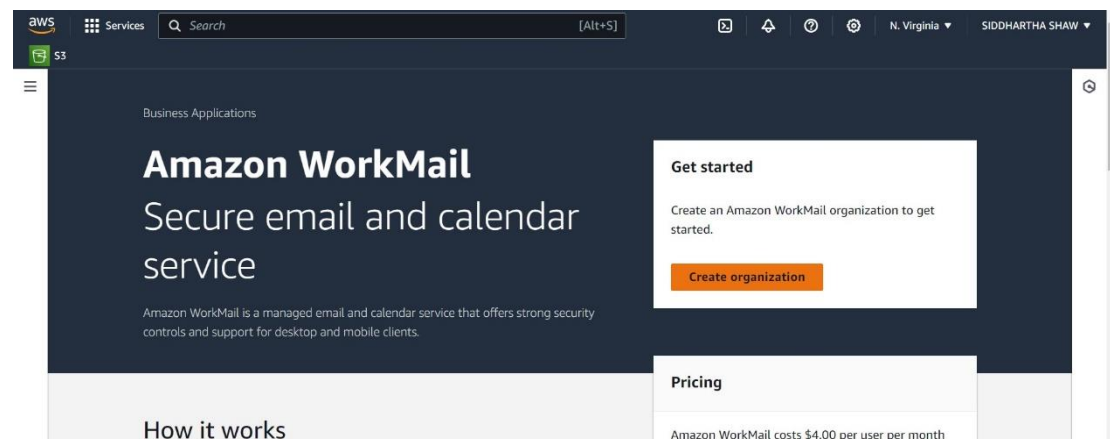 aws
Services
Search
[Alt+S]
N. Virginia
SIDDHARTHA SHAW
S3
Business Applications
Amazon WorkMail
Secure email and calendar
service
Amazon WorkMail is a managed email and calendar service that offers strong security
controls and support for desktop and mobile clients.
Get started
Create an Amazon WorkMail organization to get
started.
Create organization
Pricing
Amazon WorkMail costs $4.00 per user per month
How it works